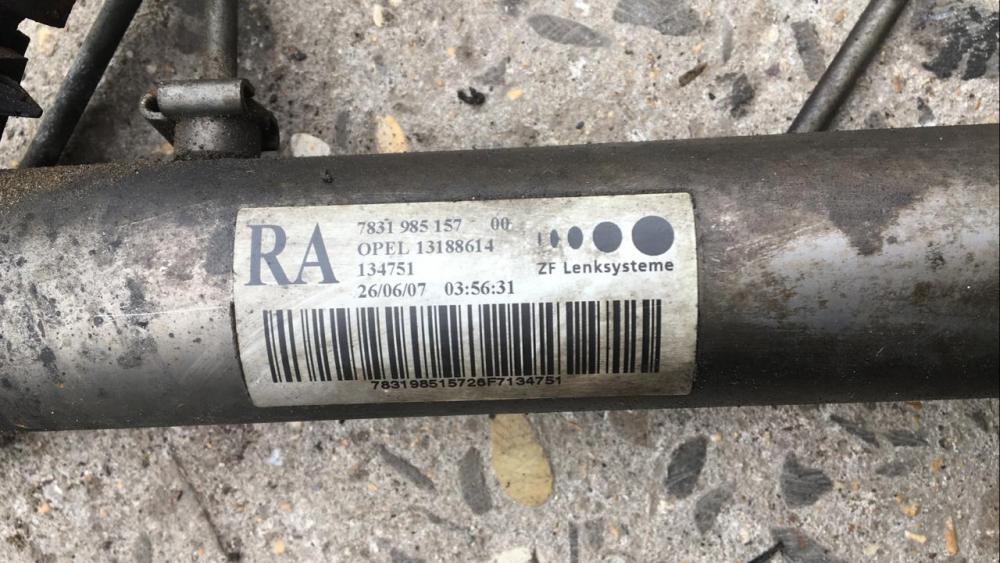 RA
7831 985 157 00
OPEL 13188614
134751
26/06/07 03:56:31
ZF Lenksysteme
783198515726F7134751